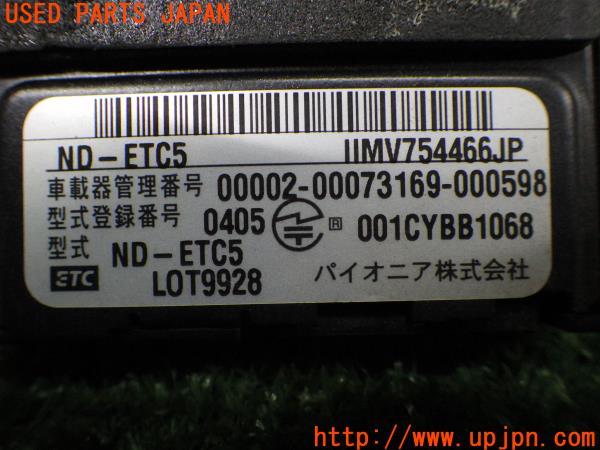 USED PARTS JAPAN
ND-ETC5 IIMV754466JP
車載器管理番号 00002-00073169-000598
型式登録番号 0405 R 001CYBB1068
型式 ND-ETC5
ETC LOT9928 パイオニア株式会社
http://www.upjpn.com/